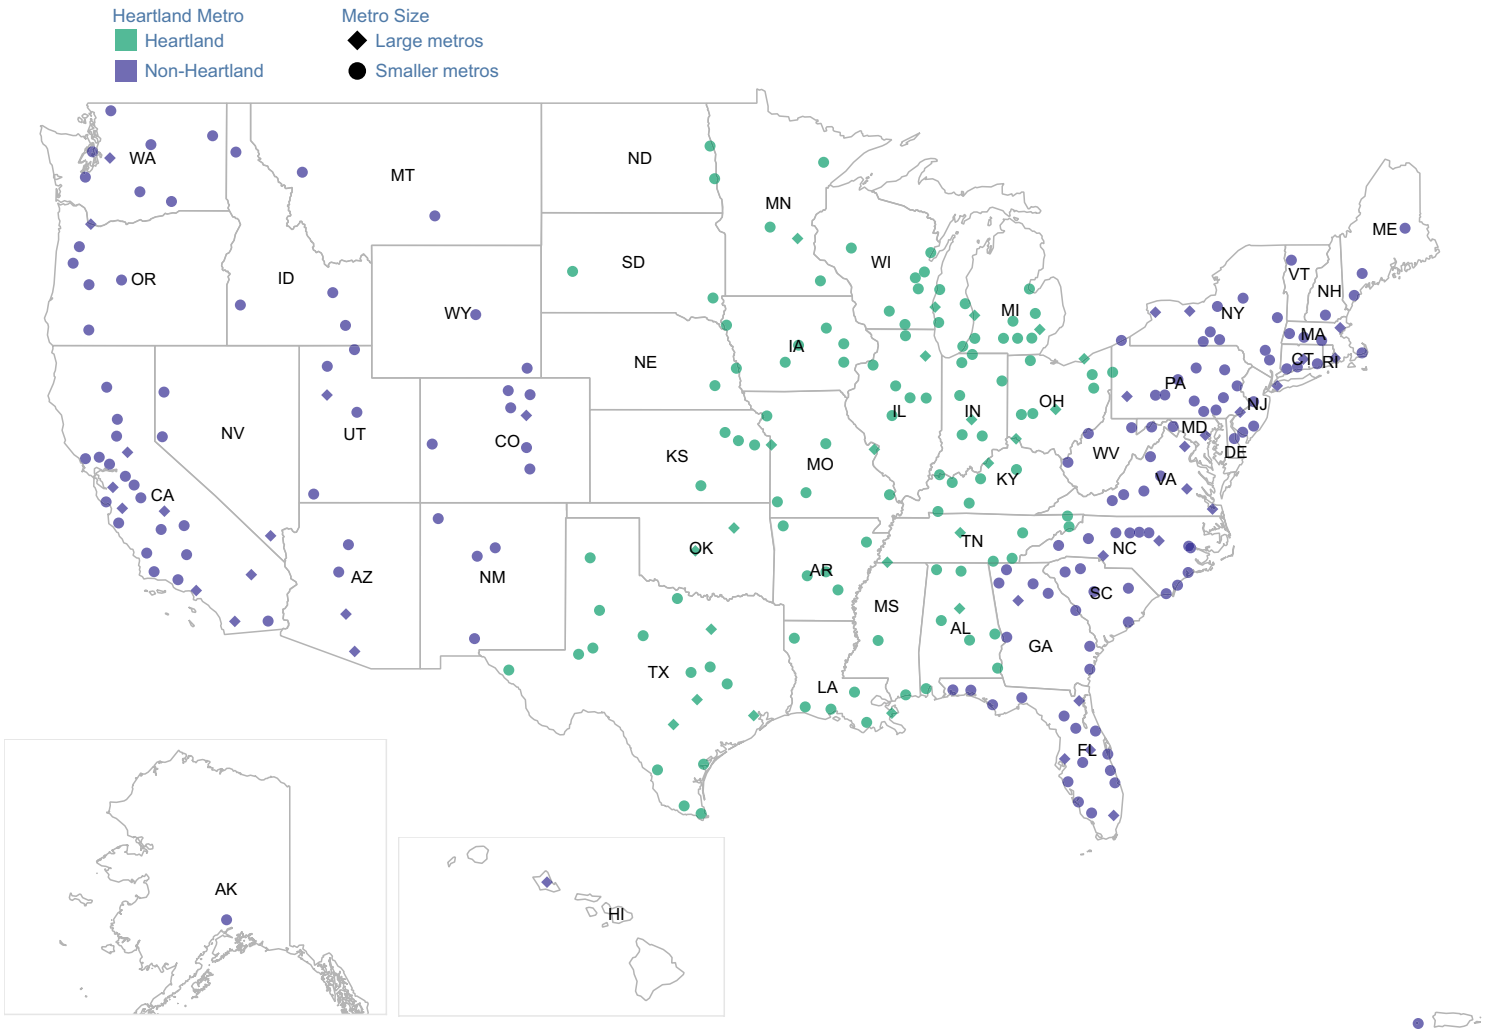 Heartland Metro
Heartland
Non-Heartland
Metro Size
Large metros
Smaller metros
WA
MT
ND
MN
ME
OR
ID
SD
WI
MI
VT
NH
WY
NY
MA
NE
IA
CT
RI
PA
NV
UT
CO
IL
IN
OH
NJ
MD
DE
KS
MO
KY
WV
VA
CA
AZ
NM
OK
AR
TN
NC
MS
AL
GA
SC
TX
LA
FL
AK
HI